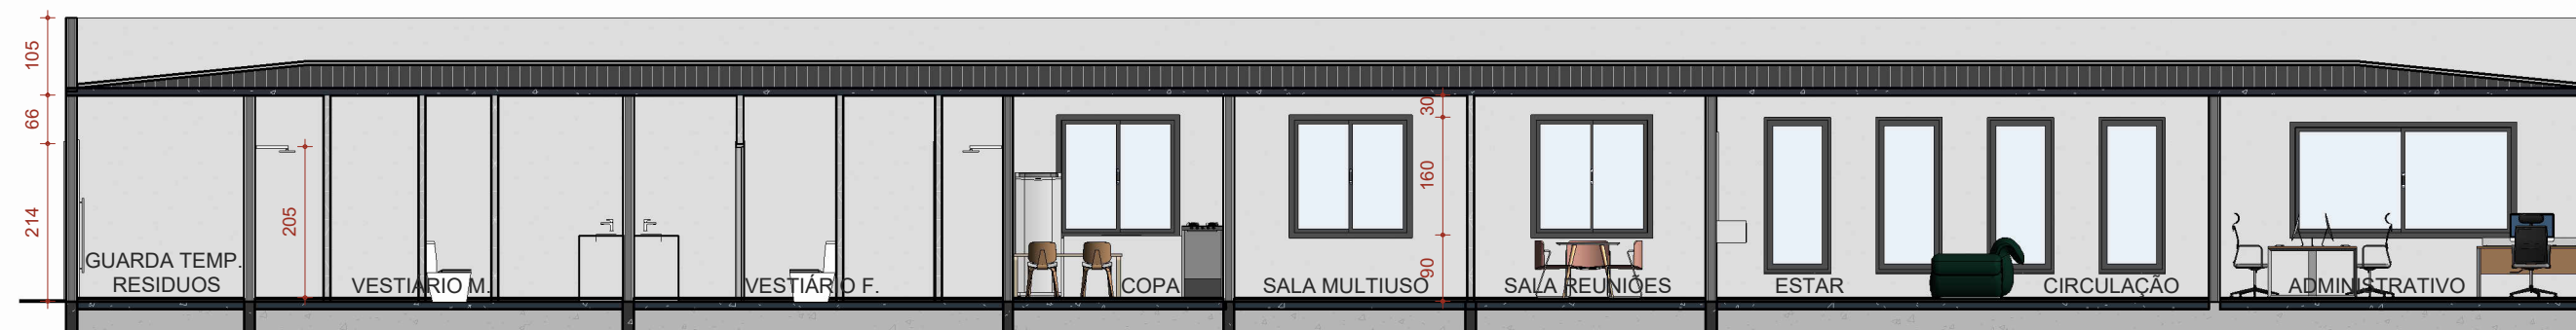 105
66
214
205
30
160
90
GUARDA TEMP.
RESIDUOS
VESTIÁRIO M.
VESTIÁRIO F.
COPA
SALA MULTIUSO
SALA REUNIÕES
ESTAR
CIRCULAÇÃO
ADMINISTRATIVO